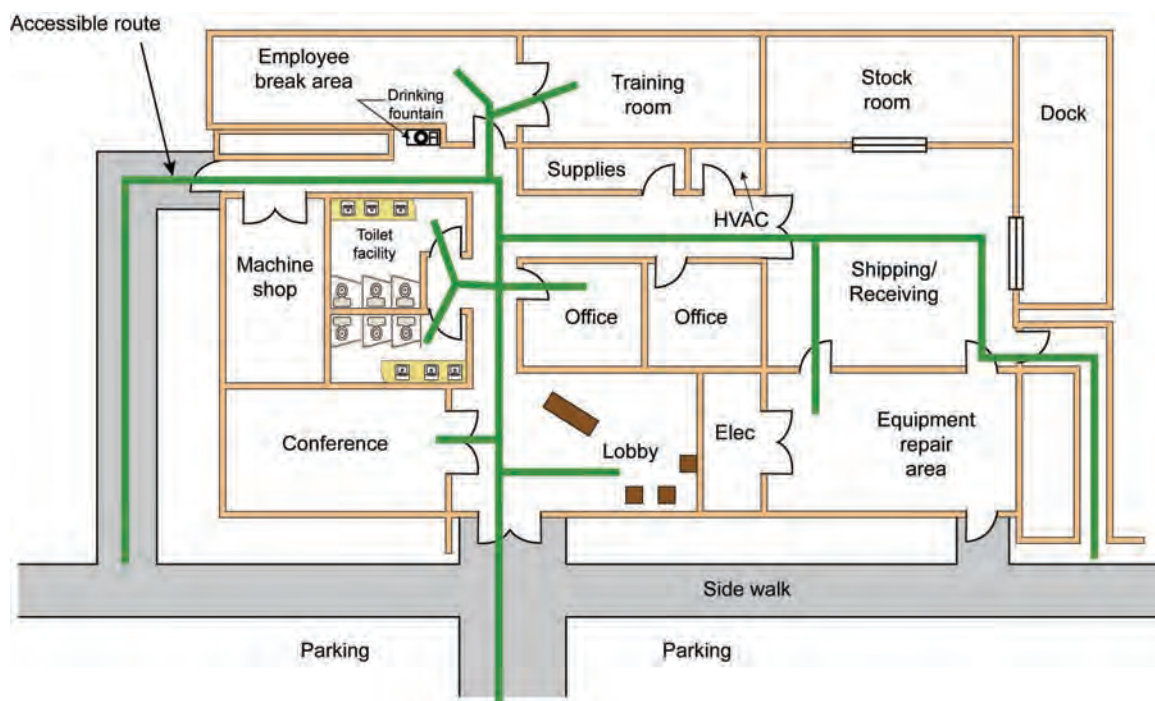 Accessible route
Employee
break area
Drinking
fountain
Training
room
Stock
room
Dock
Supplies
HVAC
Toilet
facility
Machine
shop
Shipping/
Receiving
Office
Office
Conference
Lobby
Elec
Equipment
repair
area
Side walk
Parking
Parking